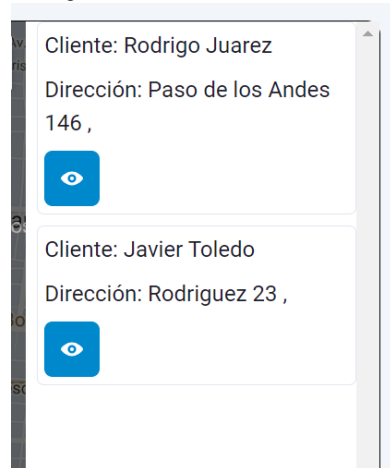 Cliente: Rodrigo Juarez
Dirección: Paso de los Andes
146 ,
Cliente: Javier Toledo
Dirección: Rodriguez 23 ,